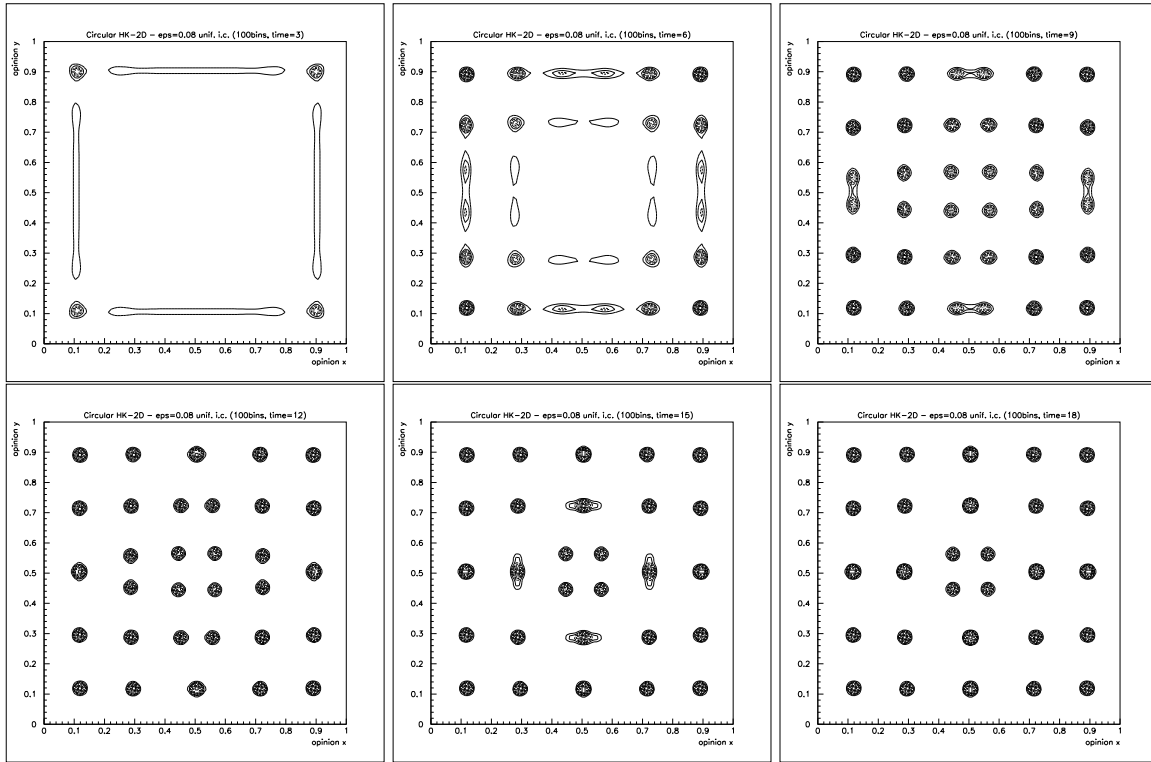 Circular HK-2D - eps=0.08 unif. i.c. (100bins, time=3)
opinion y
1
0.9
0.8
0.7
0.6
0.5
0.4
0.3
0.2
0.1
0
0 0.1 0.2 0.3 0.4 0.5 0.6 0.7 0.8 0.9 1
opinion x
Circular HK-2D - eps=0.08 unif. i.c. (100bins, time=6)
opinion y
1
0.9
0.8
0.7
0.6
0.5
0.4
0.3
0.2
0.1
0
0 0.1 0.2 0.3 0.4 0.5 0.6 0.7 0.8 0.9 1
opinion x
Circular HK-2D - eps=0.08 unif. i.c. (100bins, time=9)
opinion y
1
0.9
0.8
0.7
0.6
0.5
0.4
0.3
0.2
0.1
0
0 0.1 0.2 0.3 0.4 0.5 0.6 0.7 0.8 0.9 1
opinion x
Circular HK-2D - eps=0.08 unif. i.c. (100bins, time=12)
opinion y
1
0.9
0.8
0.7
0.6
0.5
0.4
0.3
0.2
0.1
0
0 0.1 0.2 0.3 0.4 0.5 0.6 0.7 0.8 0.9 1
opinion x
Circular HK-2D - eps=0.08 unif. i.c. (100bins, time=15)
opinion y
1
0.9
0.8
0.7
0.6
0.5
0.4
0.3
0.2
0.1
0
0 0.1 0.2 0.3 0.4 0.5 0.6 0.7 0.8 0.9 1
opinion x
Circular HK-2D - eps=0.08 unif. i.c. (100bins, time=18)
opinion y
1
0.9
0.8
0.7
0.6
0.5
0.4
0.3
0.2
0.1
0
0 0.1 0.2 0.3 0.4 0.5 0.6 0.7 0.8 0.9 1
opinion x